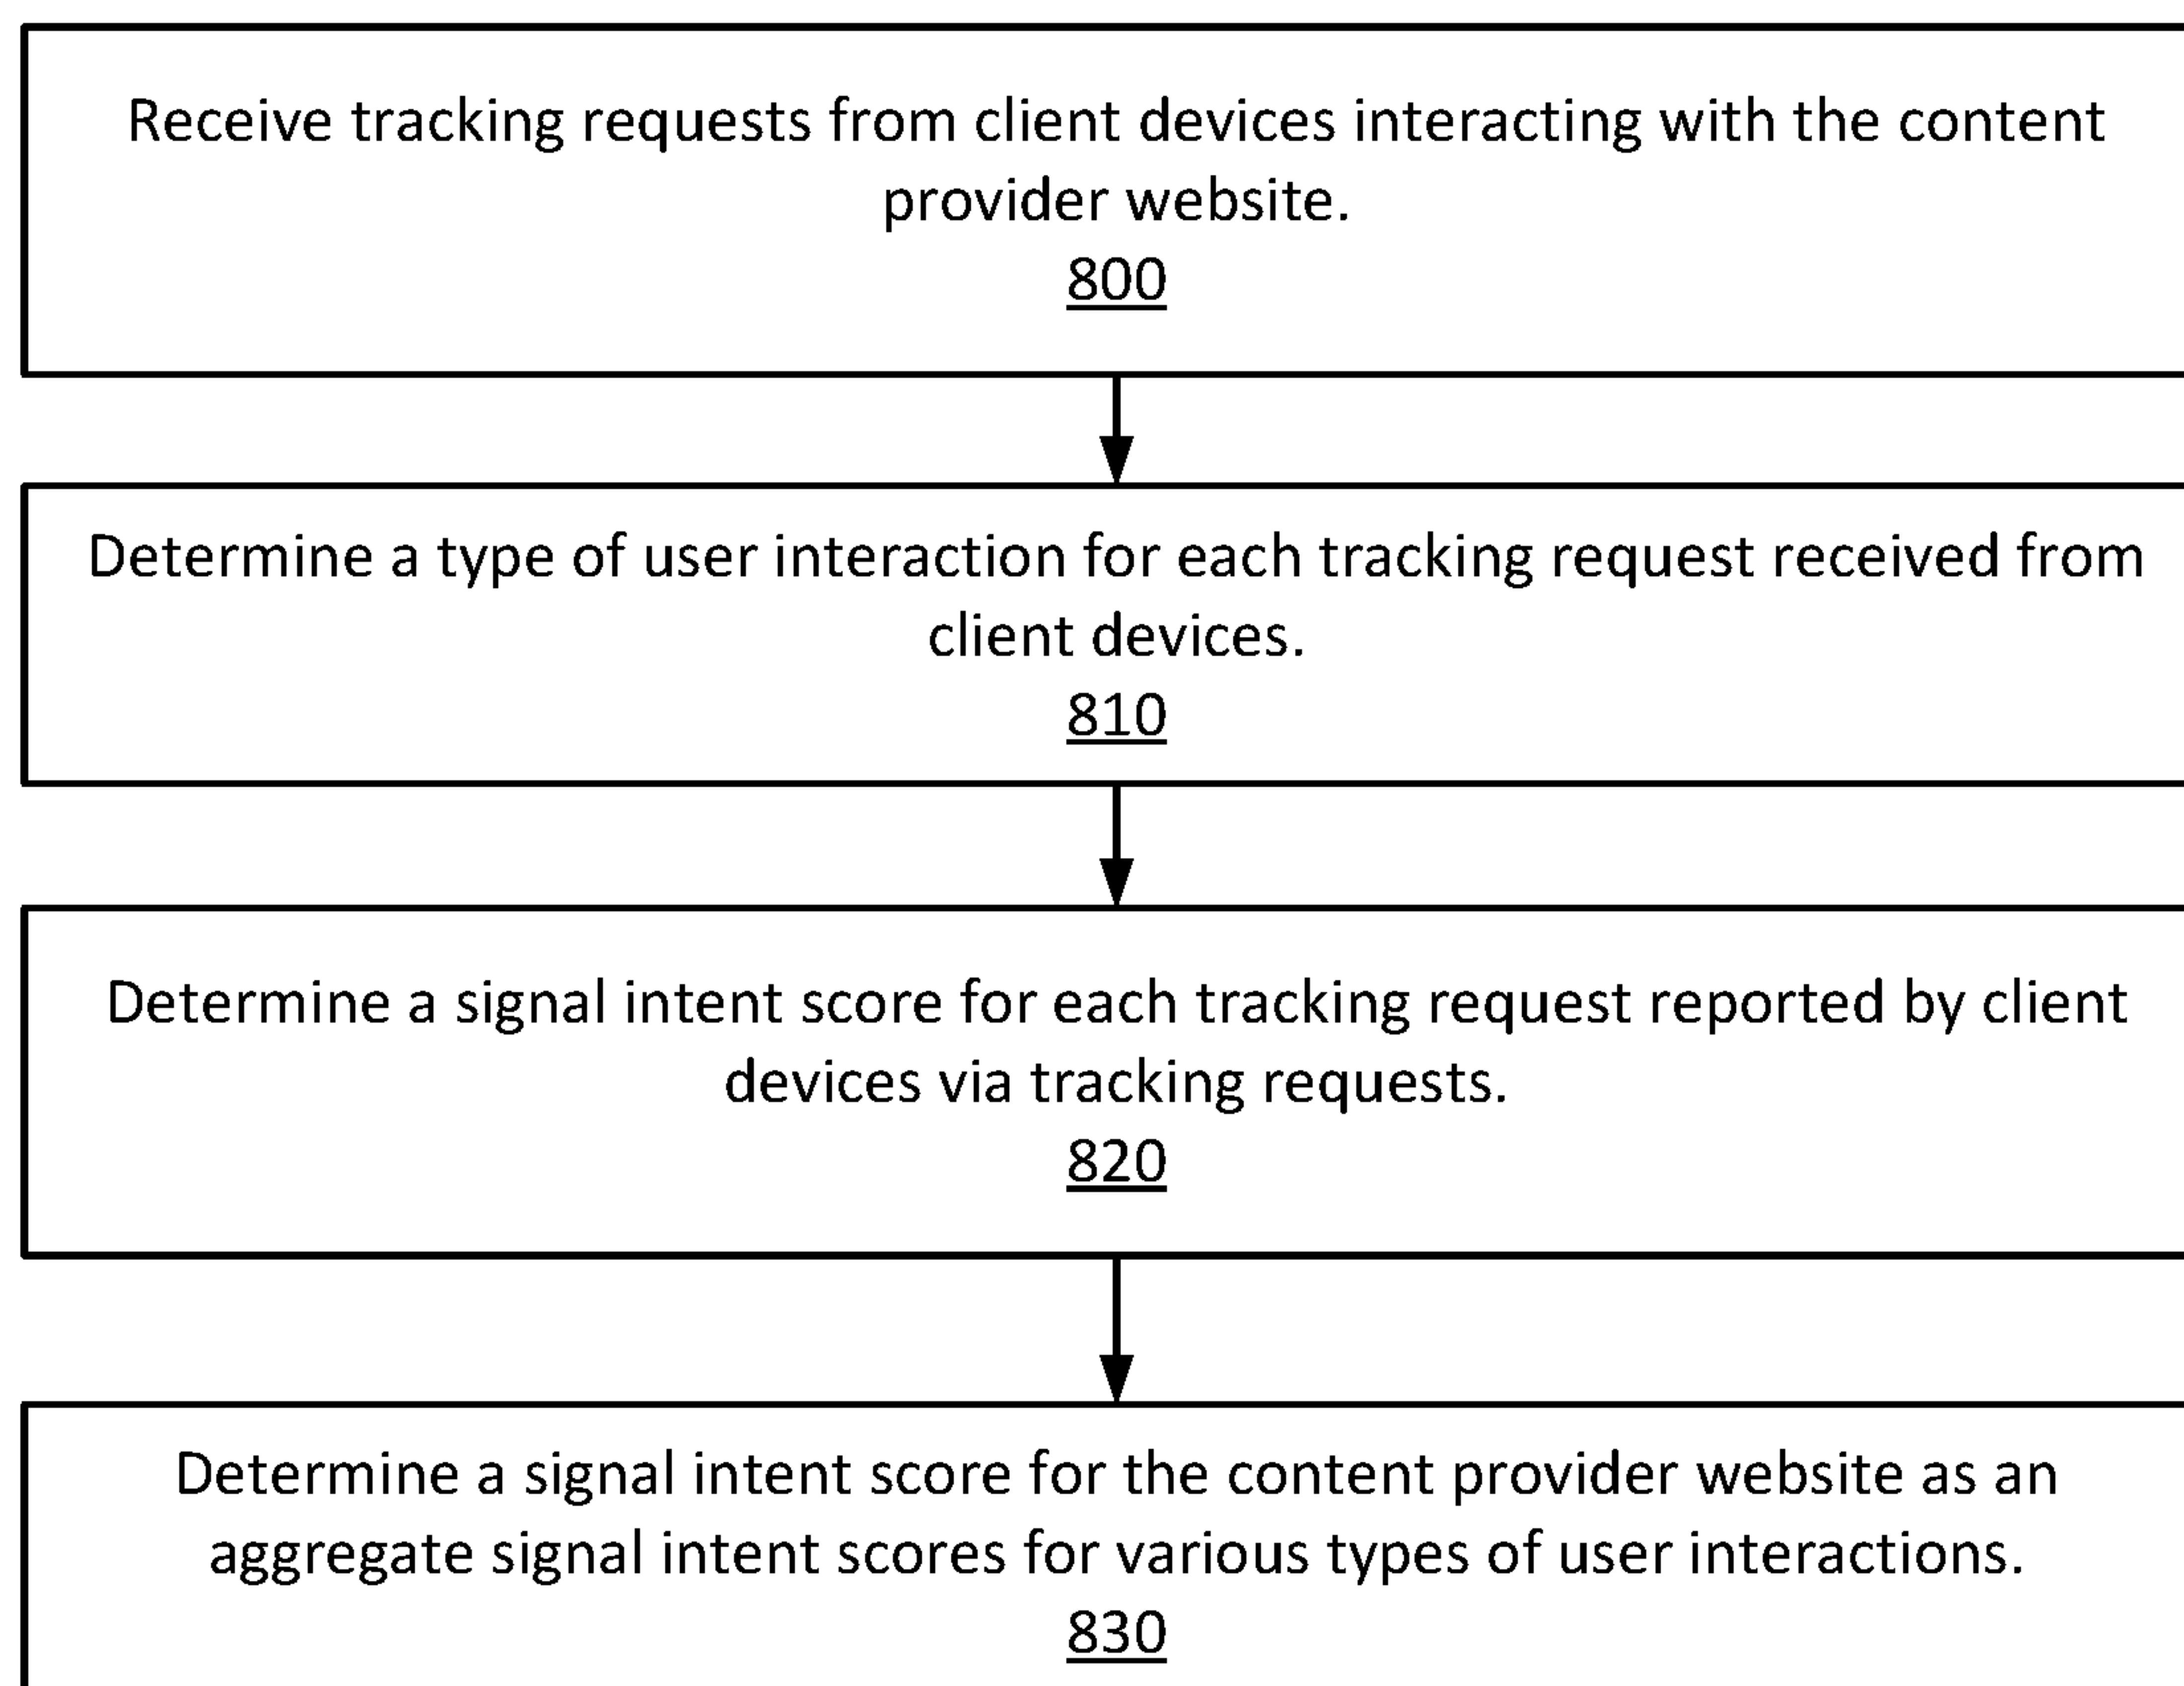 Receive tracking requests from client devices interacting with the content
provider website.
800
Determine a type of user interaction for each tracking request received from
client devices.
810
Determine a signal intent score for each tracking request reported by client
devices via tracking requests.
820
Determine a signal intent score for the content provider website as an
aggregate signal intent scores for various types of user interactions.
830